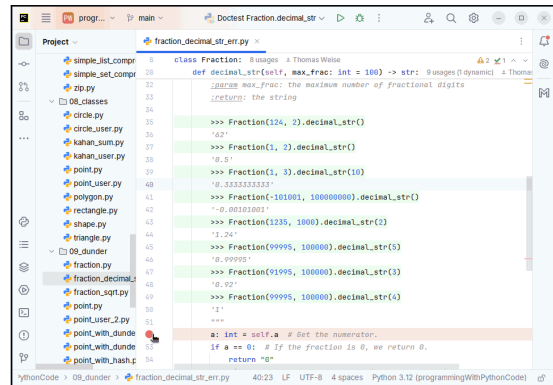 PW progr... main Doctest Fraction.decimal_str
Project
fraction_decimal_str_err.py
simple_list_compr
simple_set_compr
zip.py
08_classes
circle.py
circle_user.py
kahan_sum.py
kahan_user.py
point.py
point_user.py
polygon.py
rectangle.py
shape.py
triangle.py
09_dunder
fraction.py
fraction_decimal_s
fraction_sqrt.py
point.py
point_user_2.py
point_with_dunde
point_with_dunde
point_with_hash.p
8 class Fraction: 8 usages Thomas Weise 2 1
20 def decimal_str(self, max_frac: int = 100) -> str: 9 usages (1 dynamic) Thomas
32 :param max_frac: the maximum number of fractional digits
33 :return: the string
34
35 >>> Fraction(124, 2).decimal_str()
36 '62'
37 >>> Fraction(1, 2).decimal_str()
38 '0.5'
39 >>> Fraction(1, 3).decimal_str(10)
40 '0.3333333333'
41 >>> Fraction(-101001, 100000000).decimal_str()
42 '-0.00101001'
43 >>> Fraction(1235, 1000).decimal_str(2)
44 '1.24'
45 >>> Fraction(99995, 100000).decimal_str(5)
46 '0.99995'
47 >>> Fraction(91995, 100000).decimal_str(3)
48 '0.92'
49 >>> Fraction(99995, 100000).decimal_str(4)
50 '1'
51 """
a: int = self.a # Get the numerator.
53 if a == 0: # If the fraction is 0, we return 0.
54 return "0"
ythonCode > 09_dunder > fraction_decimal_str_err.py 40:23 LF UTF-8 4 spaces Python 3.12 (programmingWithPythonCode)